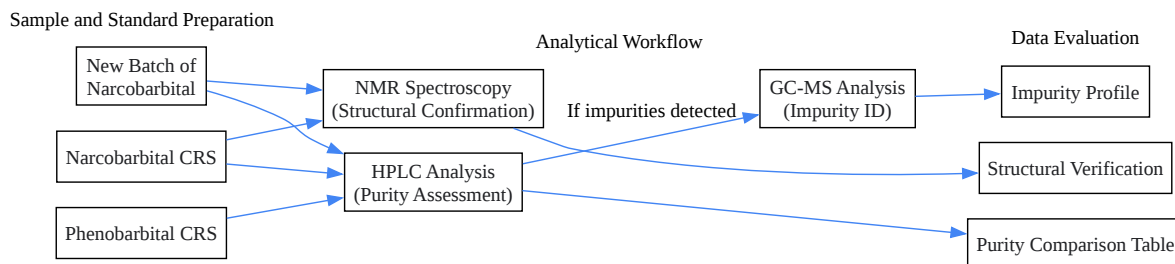 Sample and Standard Preparation
New Batch of
Narcobarbital
Narcobarbital CRS
Phenobarbital CRS
Analytical Workflow
NMR Spectroscopy
(Structural Confirmation)
HPLC Analysis
(Purity Assessment)
If impurities detected
GC-MS Analysis
(Impurity ID)
Data Evaluation
Impurity Profile
Structural Verification
Purity Comparison Table